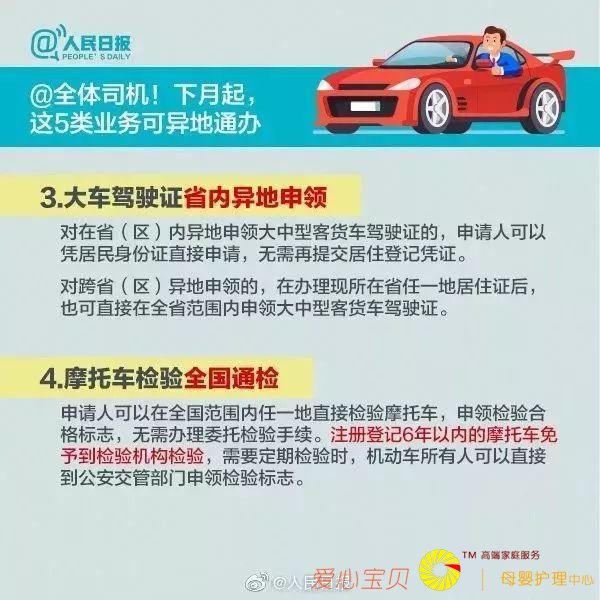 @人民日报
PEOPLE'S DAILY
@全体司机！下月起，
这5类业务可异地通办
3.大车驾驶证省内异地申领
对在省（区）内异地申领大中型客货车驾驶证的，申请人可以
凭居民身份证直接申请，无需再提交居住登记凭证。
对跨省（区）异地申领的，在办理现所在省任一地居住证后，
也可直接在全省范围内申领大中型客货车驾驶证。
4.摩托车检验全国通检
申请人可以在全国范围内任一地直接检验摩托车，申领检验合
格标志，无需办理委托检验手续。注册登记6年以内的摩托车免
予到检验机构检验，需要定期检验时，机动车所有人可以直接
到公安交管部门申领检验标志。
@人民日报
爱心宝贝
TM 高端家庭服务
母婴护理中心